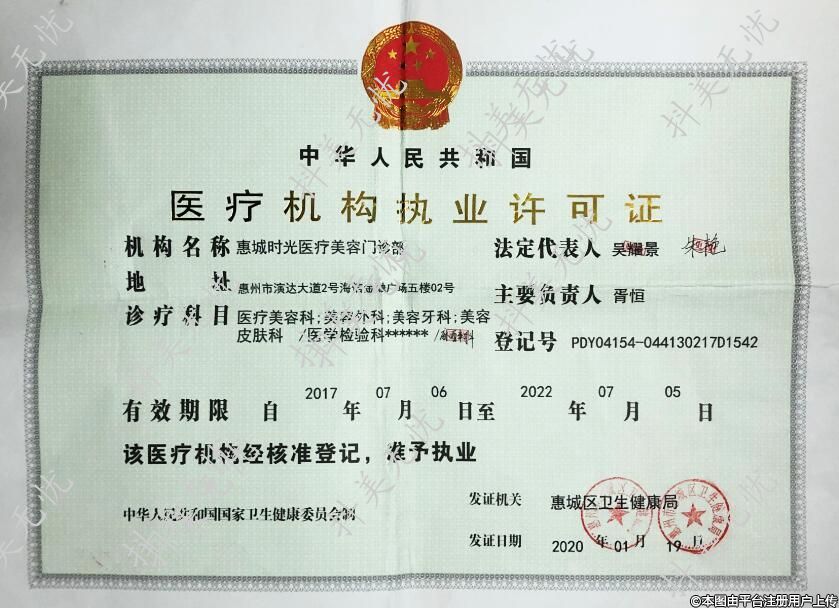 中华人民共和国
医疗机构执业许可证
机构名称 惠城时光医疗美容门诊部 法定代表人 吴耀景 朱艳
地 址 惠州市演达大道2号海信金融广场五楼02号
主要负责人 胥恒
诊疗科目 医疗美容科;美容外科;美容牙科;美容
皮肤科 /医学检验科******/
登记号 PDY04154-044130217D1542
有效期限 自 2017 年 07 月 06 日至 2022 年 07 月 05 日
该医疗机构经核准登记，准予执业
发证机关 惠城区卫生健康局
中华人民共和国国家卫生健康委员会制
发证日期 2020 年 01 月 19 日
抖美无忧
©本图由平台注册用户上传